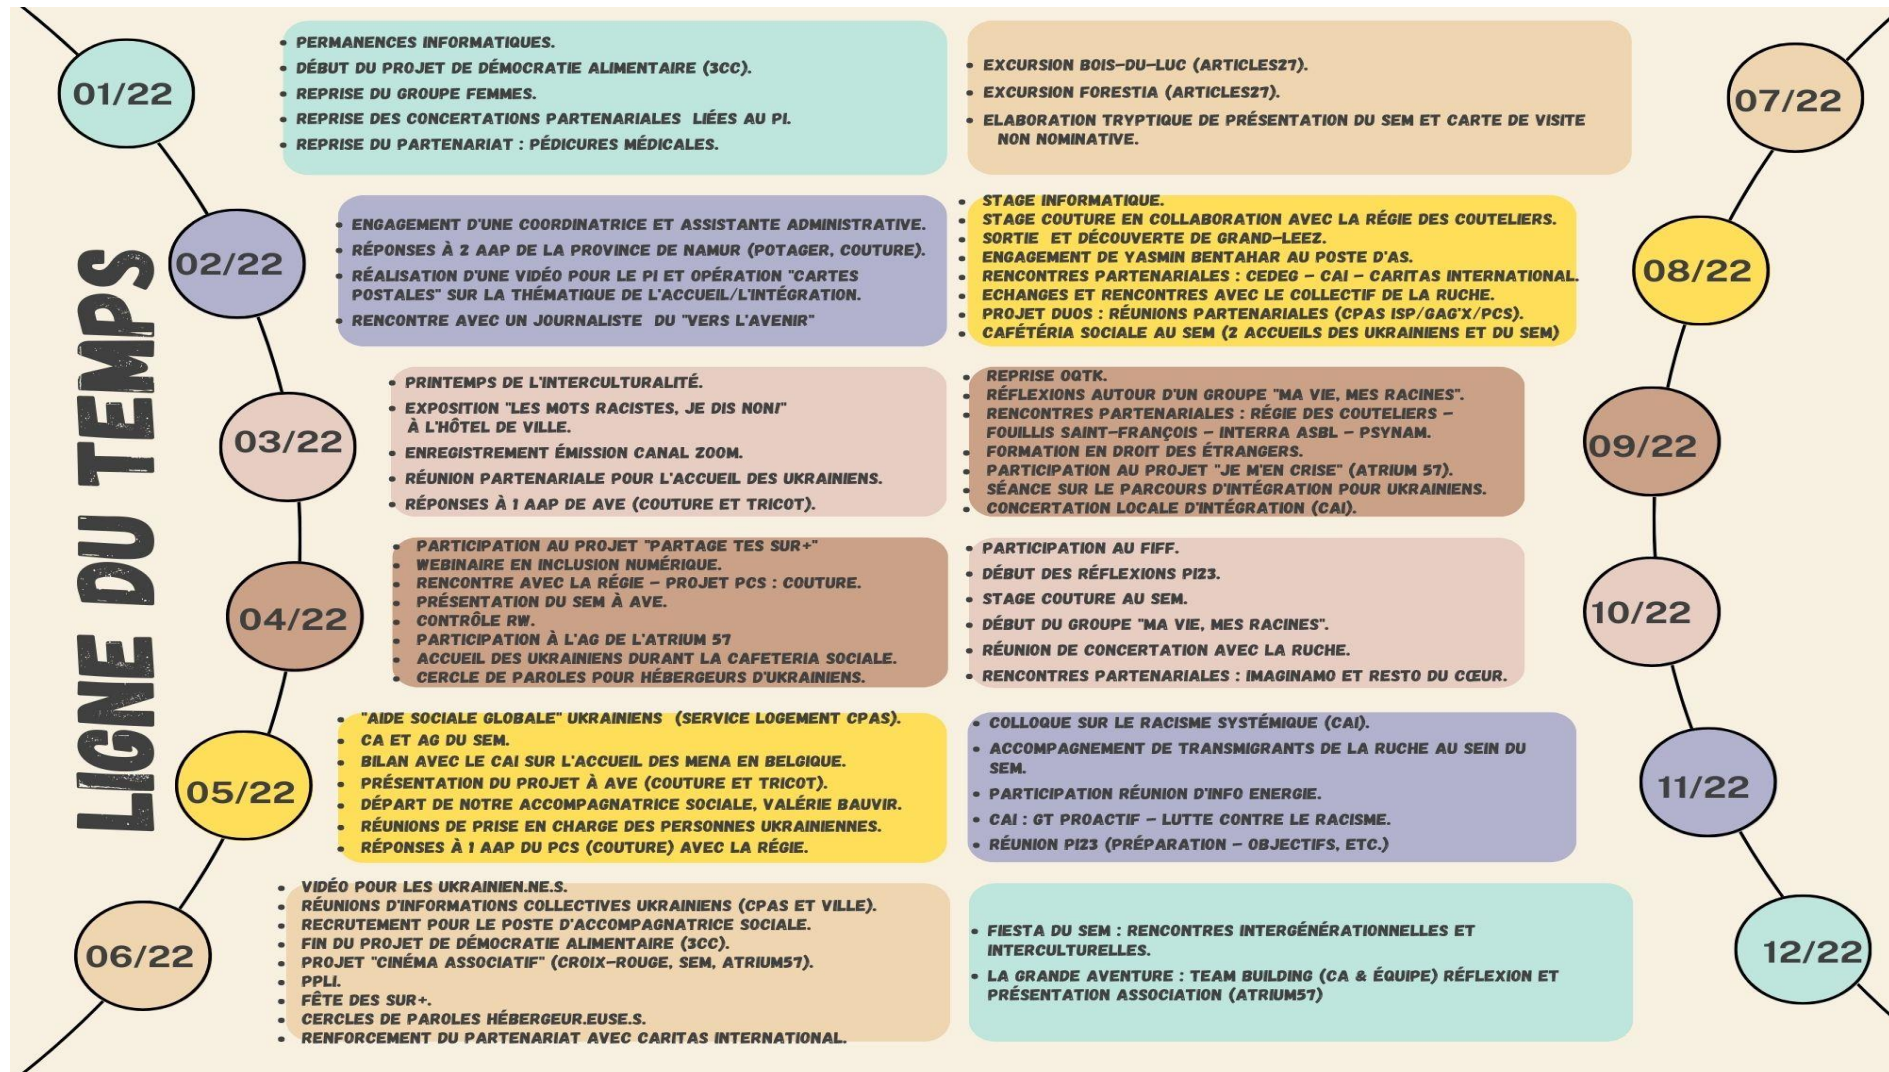 LIGNE DU TEMPS
01/22
PERMANENCES INFORMATIQUES.
DÉBUT DU PROJET DE DÉMOCRATIE ALIMENTAIRE (3CC).
REPRISE DU GROUPE FEMMES.
REPRISE DES CONCERTATIONS PARTENARIALES LIÉES AU PI.
REPRISE DU PARTENARIAT : PÉDICURES MÉDICALES.
02/22
ENGAGEMENT D'UNE COORDINATRICE ET ASSISTANTE ADMINISTRATIVE.
RÉPONSES À 2 AAP DE LA PROVINCE DE NAMUR (POTAGER, COUTURE).
RÉALISATION D'UNE VIDÉO POUR LE PI ET OPÉRATION "CARTES
POSTALES" SUR LA THÉMATIQUE DE L'ACCUEIL/L'INTÉGRATION.
RENCONTRE AVEC UN JOURNALISTE DU "VERS L'AVENIR"
03/22
PRINTEMPS DE L'INTERCULTURALITÉ.
EXPOSITION "LES MOTS RACISTES, JE DIS NON!"
À L'HÔTEL DE VILLE.
ENREGISTREMENT ÉMISSION CANAL ZOOM.
RÉUNION PARTENARIALE POUR L'ACCUEIL DES UKRAINIENS.
RÉPONSES À 1 AAP DE AVE (COUTURE ET TRICOT).
04/22
PARTICIPATION AU PROJET "PARTAGE TES SUR+"
WEBINAIRE EN INCLUSION NUMÉRIQUE.
RENCONTRE AVEC LA RÉGIE – PROJET PCS : COUTURE.
PRÉSENTATION DU SEM À AVE.
CONTRÔLE RW.
PARTICIPATION À L'AG DE L'ATRIUM 57
ACCUEIL DES UKRAINIENS DURANT LA CAFETERIA SOCIALE.
CERCLE DE PAROLES POUR HÉBERGEURS D'UKRAINIENS.
05/22
"AIDE SOCIALE GLOBALE" UKRAINIENS (SERVICE LOGEMENT CPAS).
CA ET AG DU SEM.
BILAN AVEC LE CAI SUR L'ACCUEIL DES MENA EN BELGIQUE.
PRÉSENTATION DU PROJET À AVE (COUTURE ET TRICOT).
DÉPART DE NOTRE ACCOMPAGNATRICE SOCIALE, VALÉRIE BAUVIR.
RÉUNIONS DE PRISE EN CHARGE DES PERSONNES UKRAINIENNES.
RÉPONSES À 1 AAP DU PCS (COUTURE) AVEC LA RÉGIE.
06/22
VIDÉO POUR LES UKRAINIEN.NE.S.
RÉUNIONS D'INFORMATIONS COLLECTIVES UKRAINIENS (CPAS ET VILLE).
RECRUTEMENT POUR LE POSTE D'ACCOMPAGNATRICE SOCIALE.
FIN DU PROJET DE DÉMOCRATIE ALIMENTAIRE (3CC).
PROJET "CINÉMA ASSOCIATIF" (CROIX-ROUGE, SEM, ATRIUM57).
PPLI.
FÊTE DES SUR+.
CERCLES DE PAROLES HÉBERGEUR.EUSE.S.
RENFORCEMENT DU PARTENARIAT AVEC CARITAS INTERNATIONAL.
07/22
EXCURSION BOIS-DU-LUC (ARTICLES27).
EXCURSION FORESTIA (ARTICLES27).
ELABORATION TRYPTIQUE DE PRÉSENTATION DU SEM ET CARTE DE VISITE
NON NOMINATIVE.
08/22
STAGE INFORMATIQUE.
STAGE COUTURE EN COLLABORATION AVEC LA RÉGIE DES COUTELIERS.
SORTIE ET DÉCOUVERTE DE GRAND-LEEZ.
ENGAGEMENT DE YASMIN BENTAHAR AU POSTE D'AS.
RENCONTRES PARTENARIALES : CEDEG – CAI – CARITAS INTERNATIONAL.
ECHANGES ET RENCONTRES AVEC LE COLLECTIF DE LA RUCHE.
PROJET DUOS : RÉUNIONS PARTENARIALES (CPAS ISP/GAG'X/PCS).
CAFÉTÉRIA SOCIALE AU SEM (2 ACCUEILS DES UKRAINIENS ET DU SEM)
09/22
REPRISE OQTK.
RÉFLEXIONS AUTOUR D'UN GROUPE "MA VIE, MES RACINES".
RENCONTRES PARTENARIALES : RÉGIE DES COUTELIERS –
FOUILLIS SAINT-FRANÇOIS – INTERRA ASBL – PSYNAM.
FORMATION EN DROIT DES ÉTRANGERS.
PARTICIPATION AU PROJET "JE M'EN CRISE" (ATRIUM 57).
SÉANCE SUR LE PARCOURS D'INTÉGRATION POUR UKRAINIENS.
CONCERTATION LOCALE D'INTÉGRATION (CAI).
10/22
PARTICIPATION AU FIFF.
DÉBUT DES RÉFLEXIONS PI23.
STAGE COUTURE AU SEM.
DÉBUT DU GROUPE "MA VIE, MES RACINES".
RÉUNION DE CONCERTATION AVEC LA RUCHE.
RENCONTRES PARTENARIALES : IMAGINAMO ET RESTO DU CŒUR.
11/22
COLLOQUE SUR LE RACISME SYSTÉMIQUE (CAI).
ACCOMPAGNEMENT DE TRANSMIGRANTS DE LA RUCHE AU SEIN DU
SEM.
PARTICIPATION RÉUNION D'INFO ENERGIE.
CAI : GT PROACTIF – LUTTE CONTRE LE RACISME.
RÉUNION PI23 (PRÉPARATION – OBJECTIFS, ETC.)
12/22
FIESTA DU SEM : RENCONTRES INTERGÉNÉRATIONNELLES ET
INTERCULTURELLES.
LA GRANDE AVENTURE : TEAM BUILDING (CA & ÉQUIPE) RÉFLEXION ET
PRÉSENTATION ASSOCIATION (ATRIUM57)